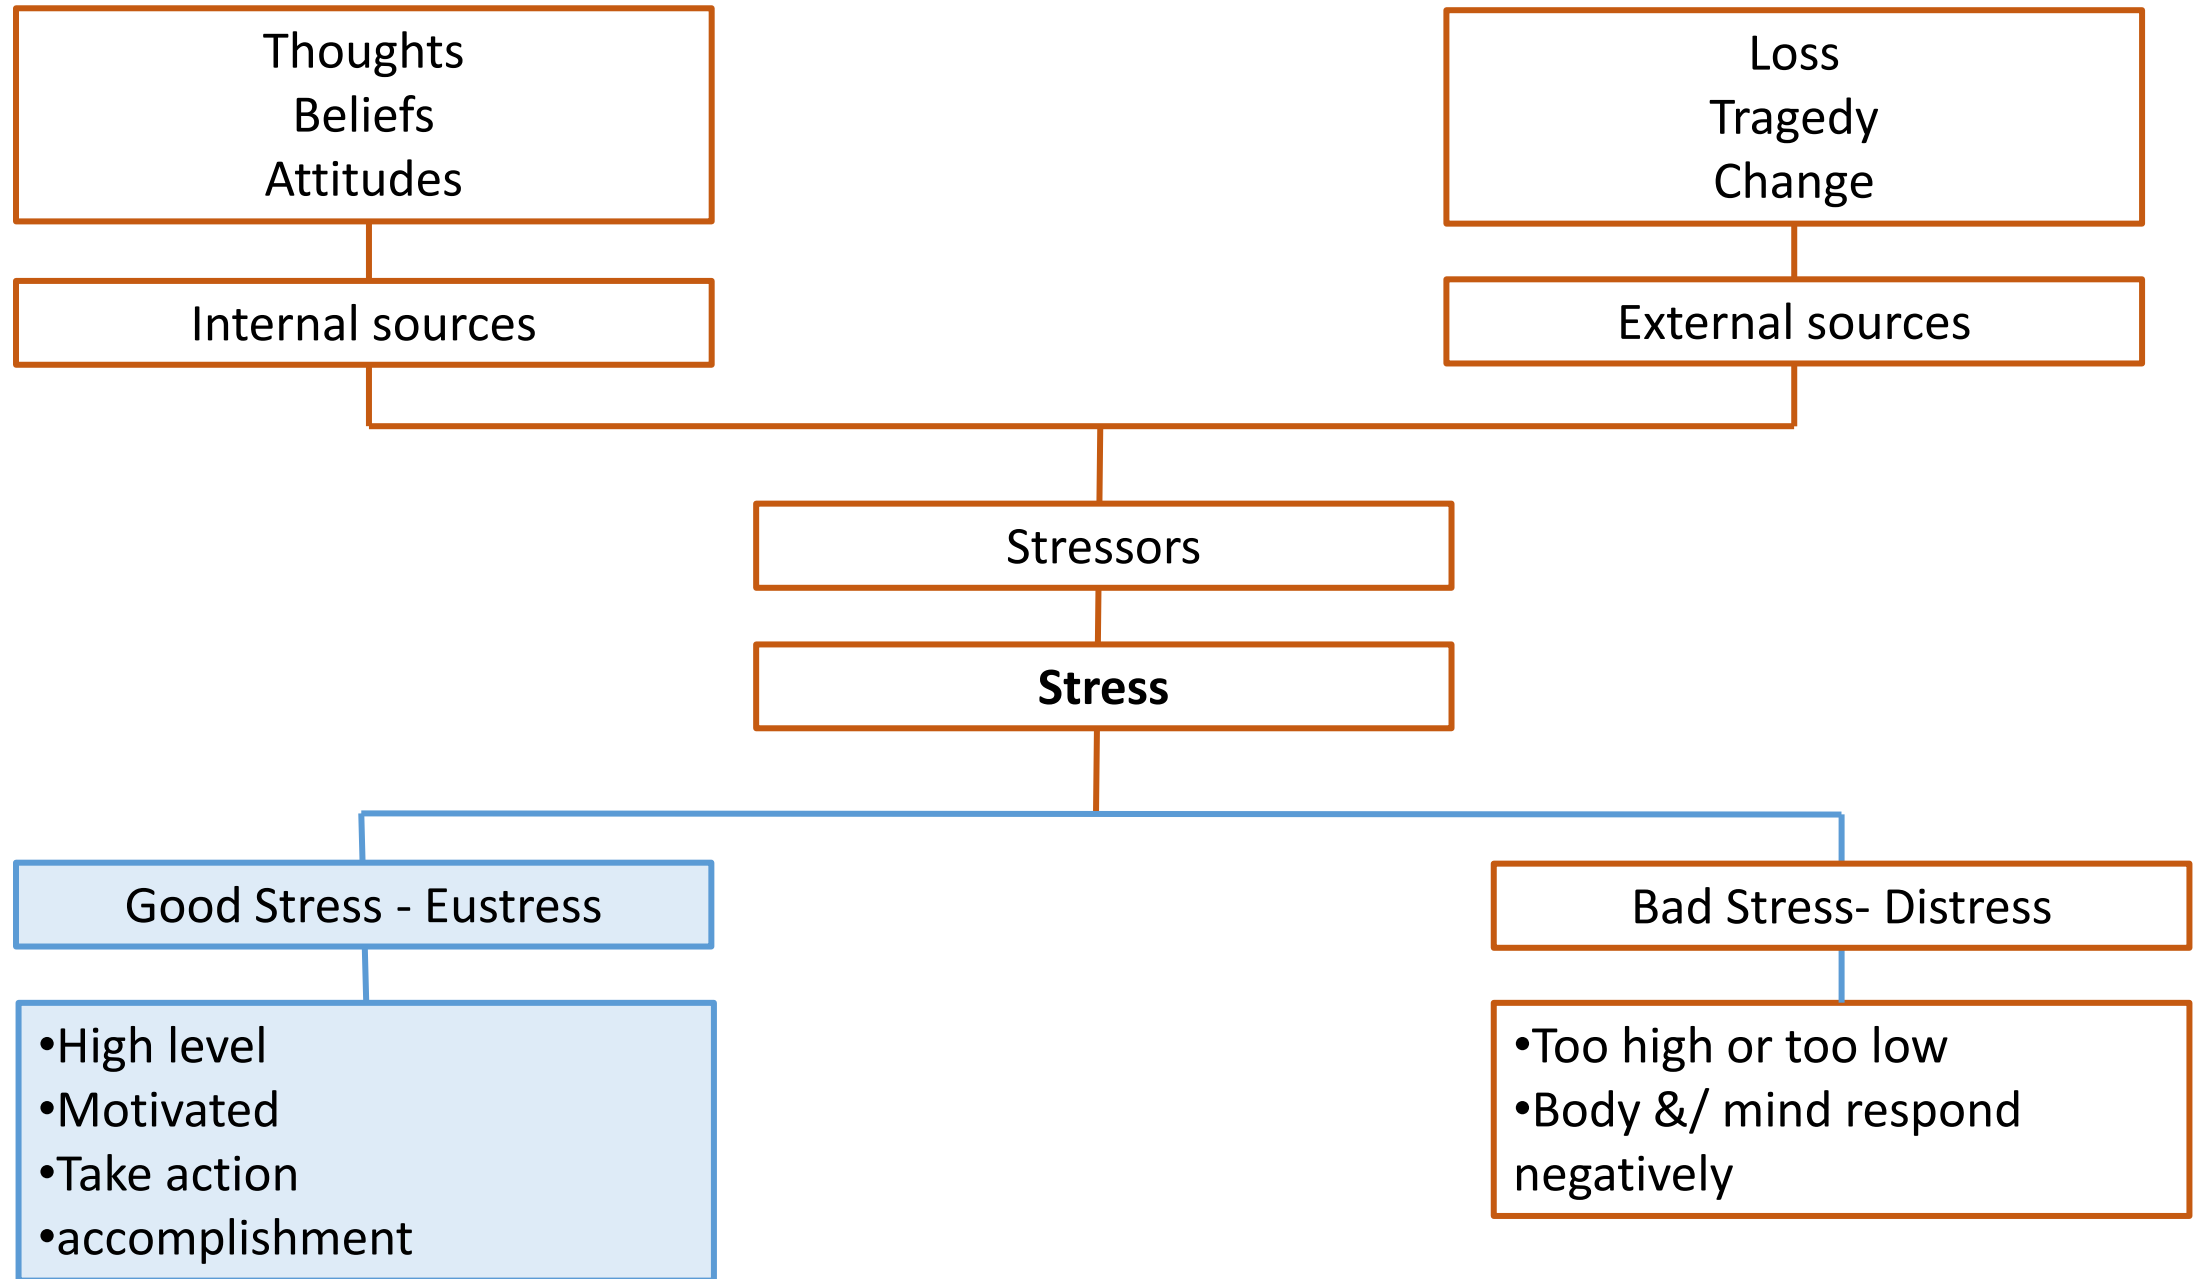 Thoughts
Beliefs
Attitudes
Loss
Tragedy
Change
Internal sources
External sources
Stressors
Stress
Good Stress - Eustress
Bad Stress- Distress
•High level
•Motivated
•Take action
•accomplishment
•Too high or too low
•Body &/ mind respond
negatively